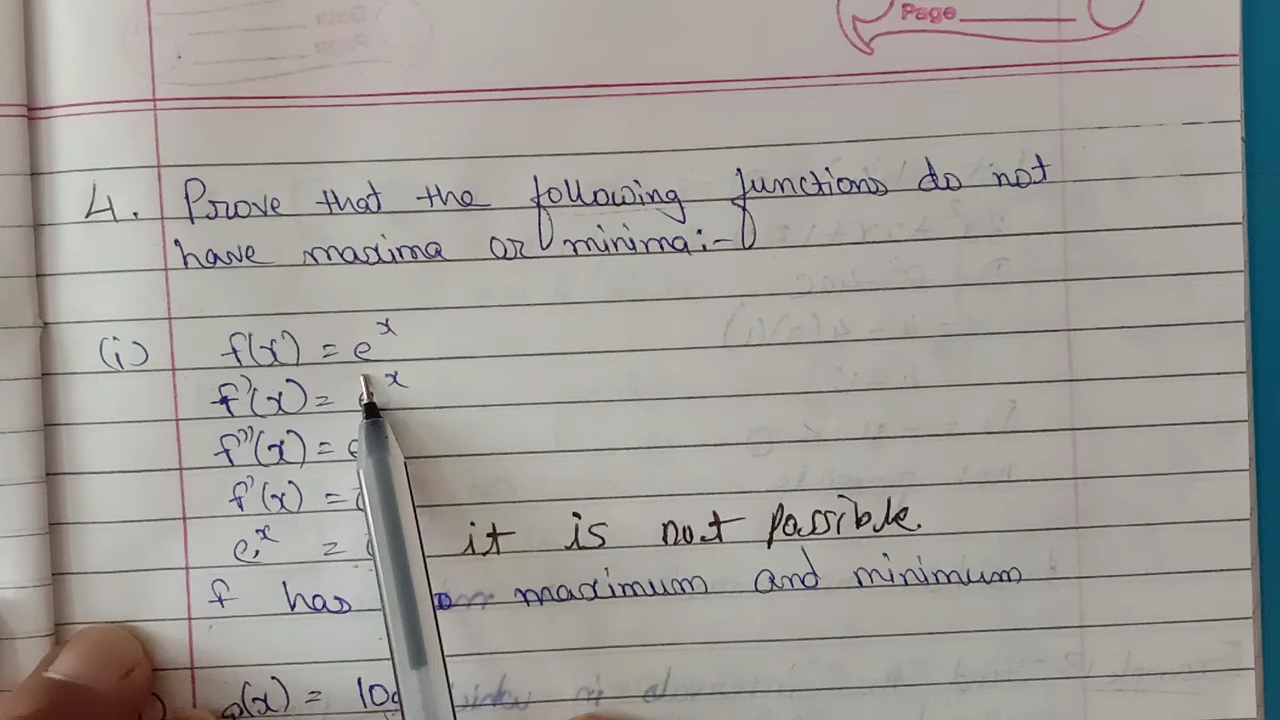 Page
4. Prove that the following functions do not
have maxima or minima:-
(i) f(x) = e^x
f'(x) = e^x
f''(x) =
f'(x) =
e^x =
it is not possible.
f has maximum and minimum
g(x) = log